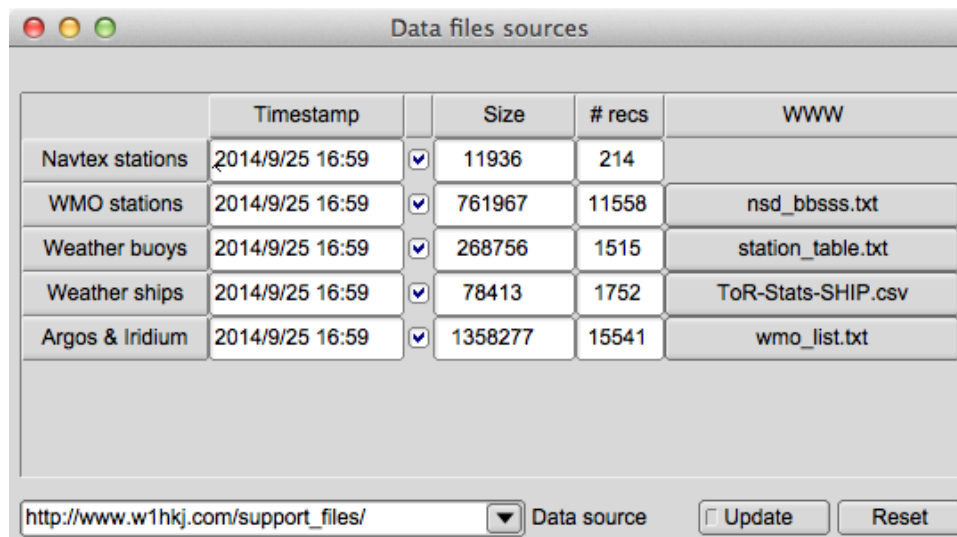 Data files sources
Timestamp Size # recs WWW
Navtex stations 2014/9/25 16:59 11936 214
WMO stations 2014/9/25 16:59 761967 11558 nsd_bbsss.txt
Weather buoys 2014/9/25 16:59 268756 1515 station_table.txt
Weather ships 2014/9/25 16:59 78413 1752 ToR-Stats-SHIP.csv
Argos & Iridium 2014/9/25 16:59 1358277 15541 wmo_list.txt
http://www.w1hkj.com/support_files/ Data source Update Reset